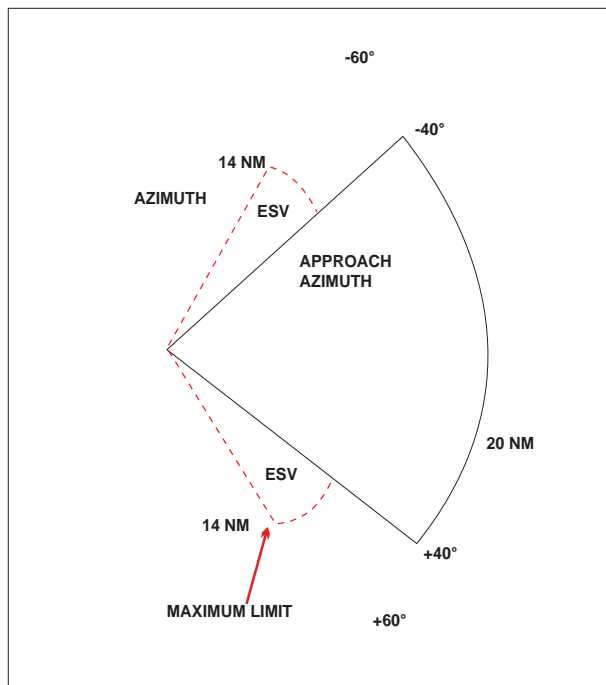 -60°
-40°
14 NM
AZIMUTH
ESV
APPROACH
AZIMUTH
20 NM
ESV
14 NM
+40°
MAXIMUM LIMIT
+60°